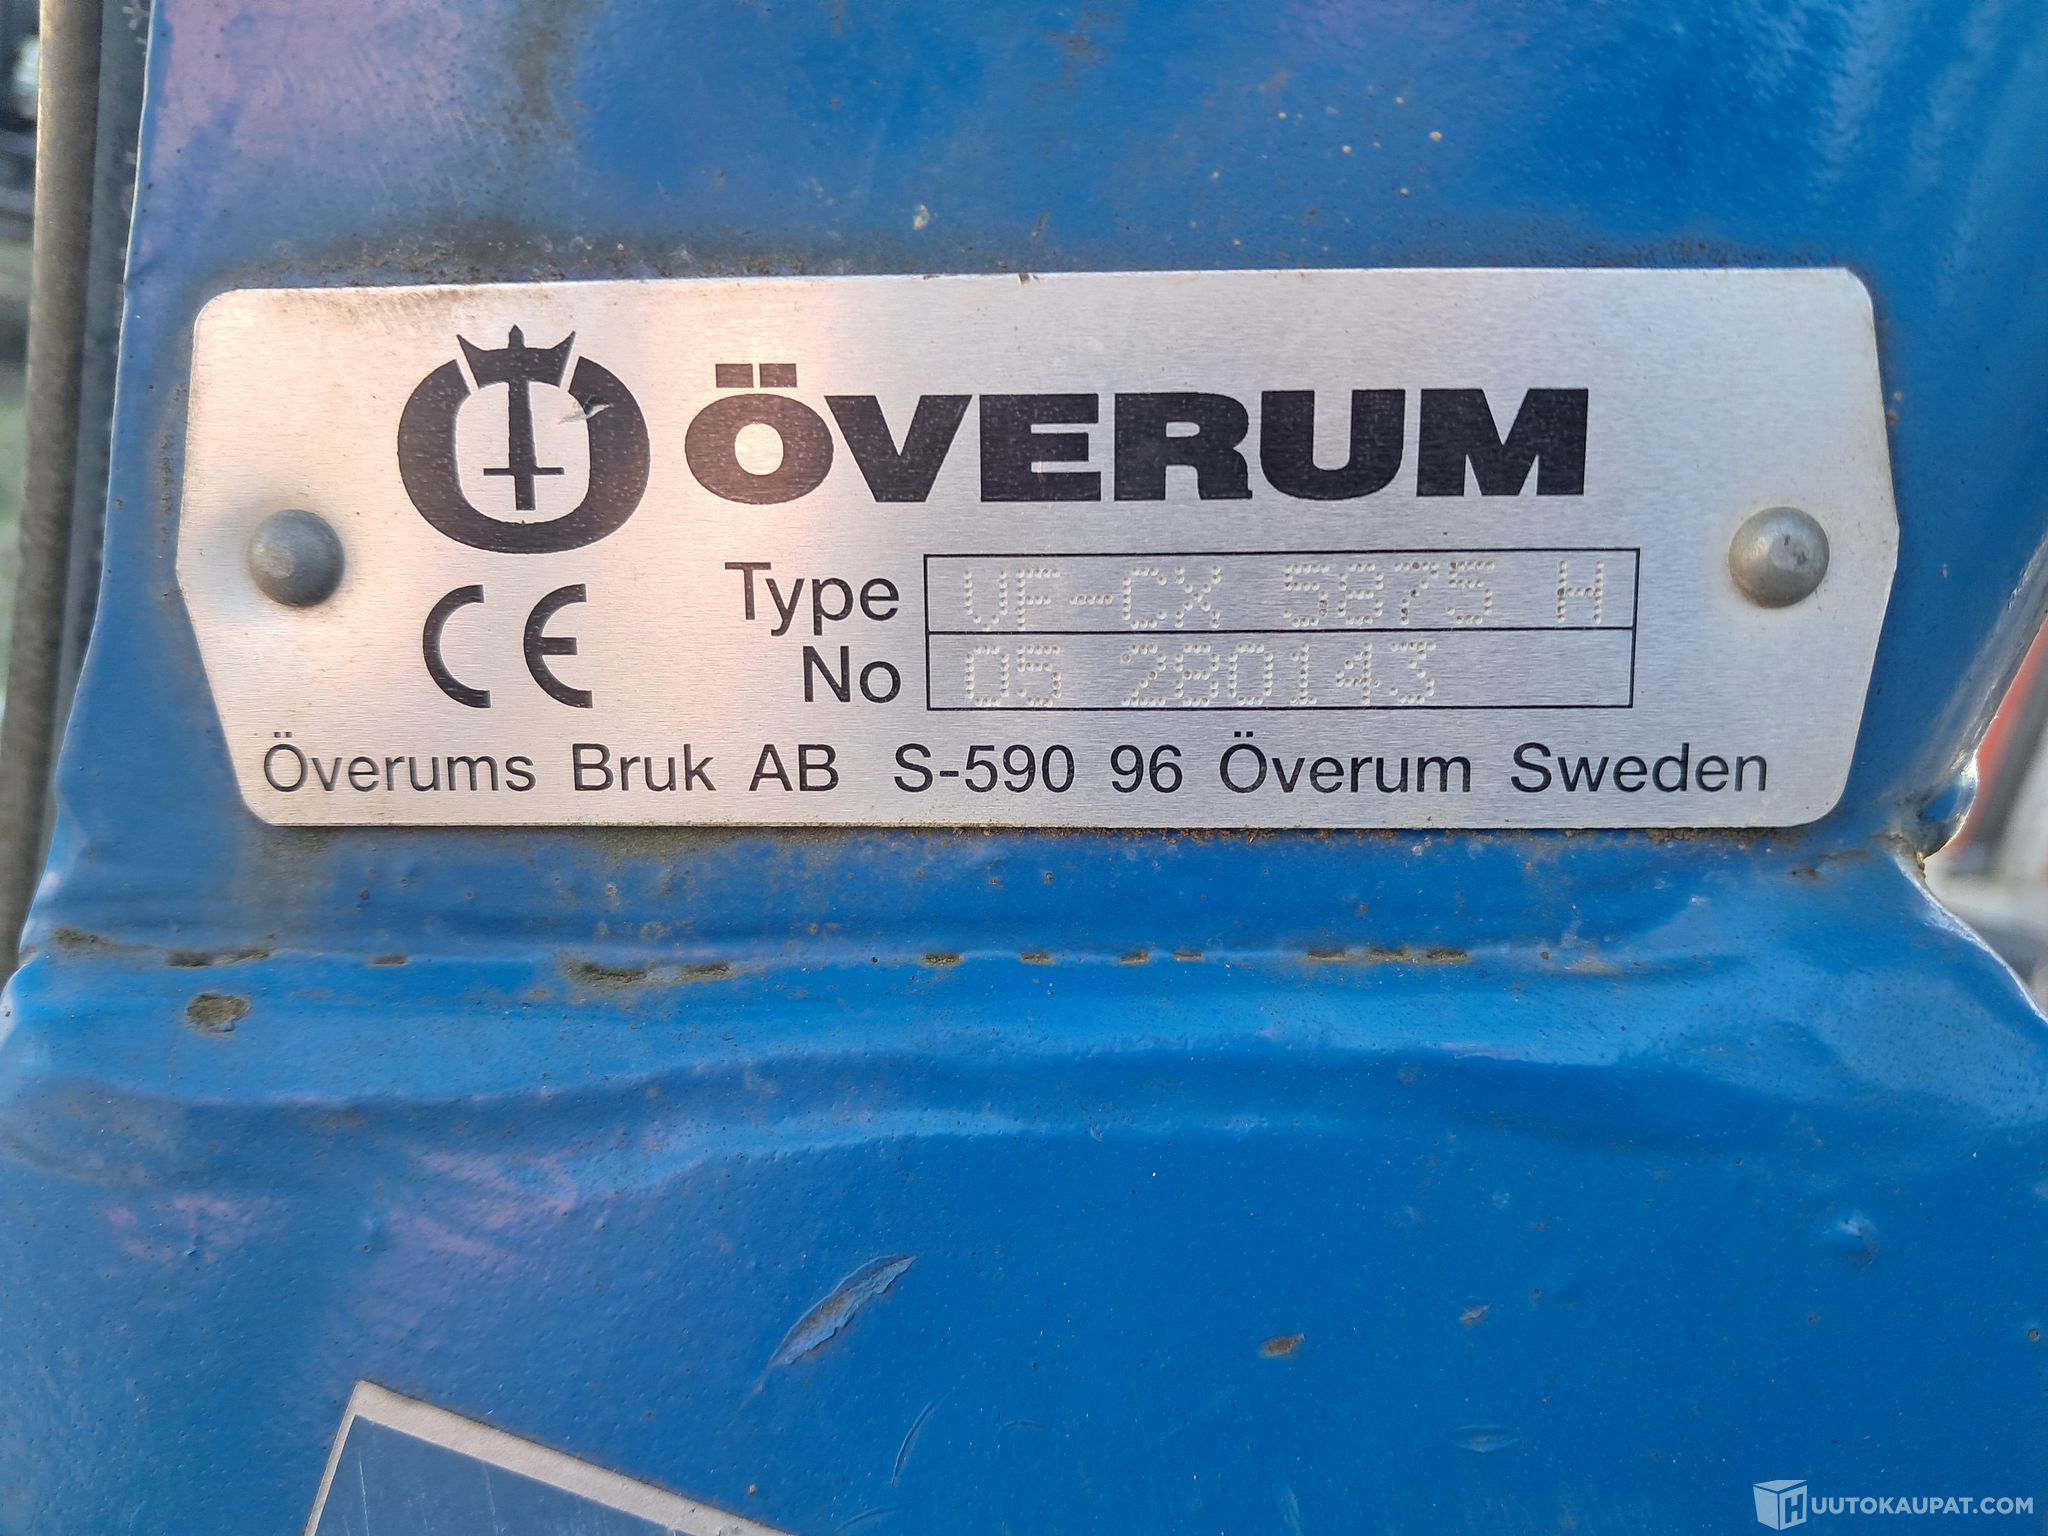 ÖVERUM
CE
Type VF-CX 5875 H
No 05 280143
Överums Bruk AB S-590 96 Överum Sweden
HUUTOKAUPAT.COM